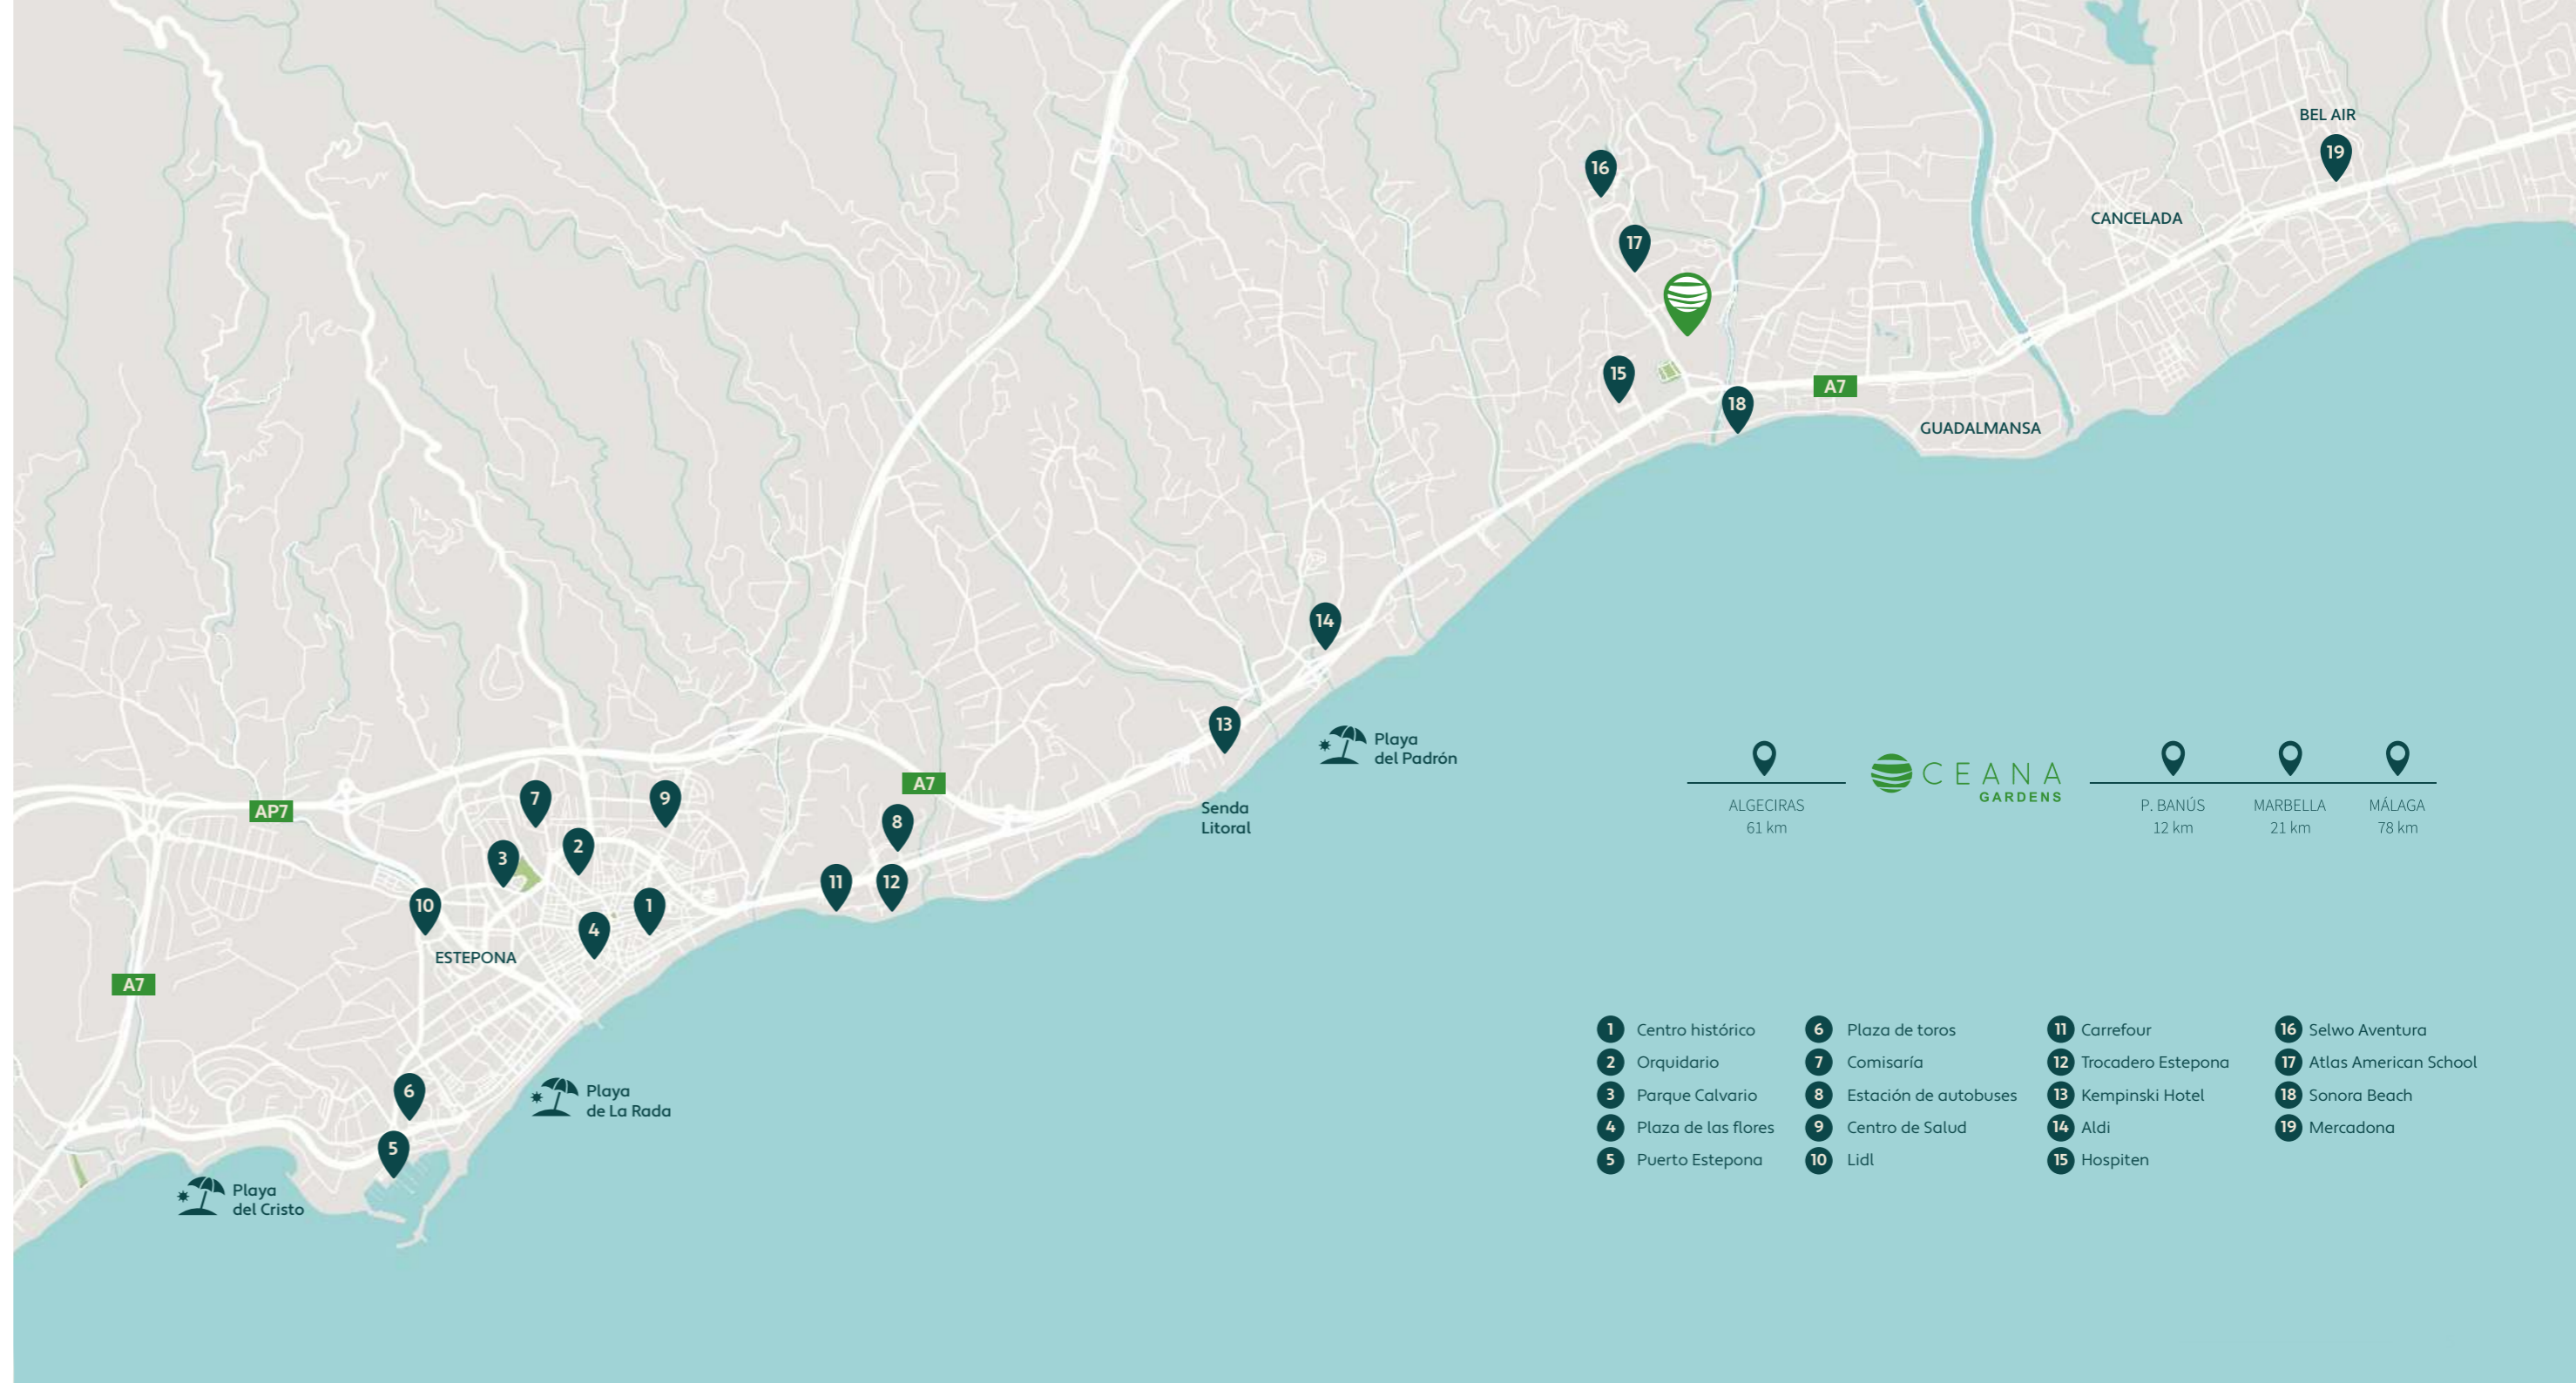 BEL AIR
19
16
CANCELADA
17
15
A7
18
GUADALMANSA
14
13
Playa
del Padrón
A7
Senda
Litoral
AP7
7
9
8
2
3
11
12
10
1
4
ESTEPONA
A7
6
Playa
de La Rada
5
Playa
del Cristo
ALGECIRAS
61 km
OCEANA
GARDENS
P. BANÚS
12 km
MARBELLA
21 km
MÁLAGA
78 km
1 Centro histórico
2 Orquidario
3 Parque Calvario
4 Plaza de las flores
5 Puerto Estepona
6 Plaza de toros
7 Comisaría
8 Estación de autobuses
9 Centro de Salud
10 Lidl
11 Carrefour
12 Trocadero Estepona
13 Kempinski Hotel
14 Aldi
15 Hospiten
16 Selwo Aventura
17 Atlas American School
18 Sonora Beach
19 Mercadona